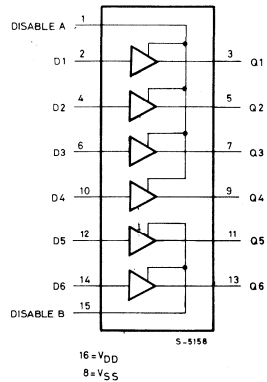 DISABLE A 1
D1 2 3 Q1
D2 4 5 Q2
D3 6 7 Q3
D4 10 9 Q4
D5 12 11 Q5
D6 14 13 Q6
DISABLE B 15
S-5158
16 = VDD
8 = VSS